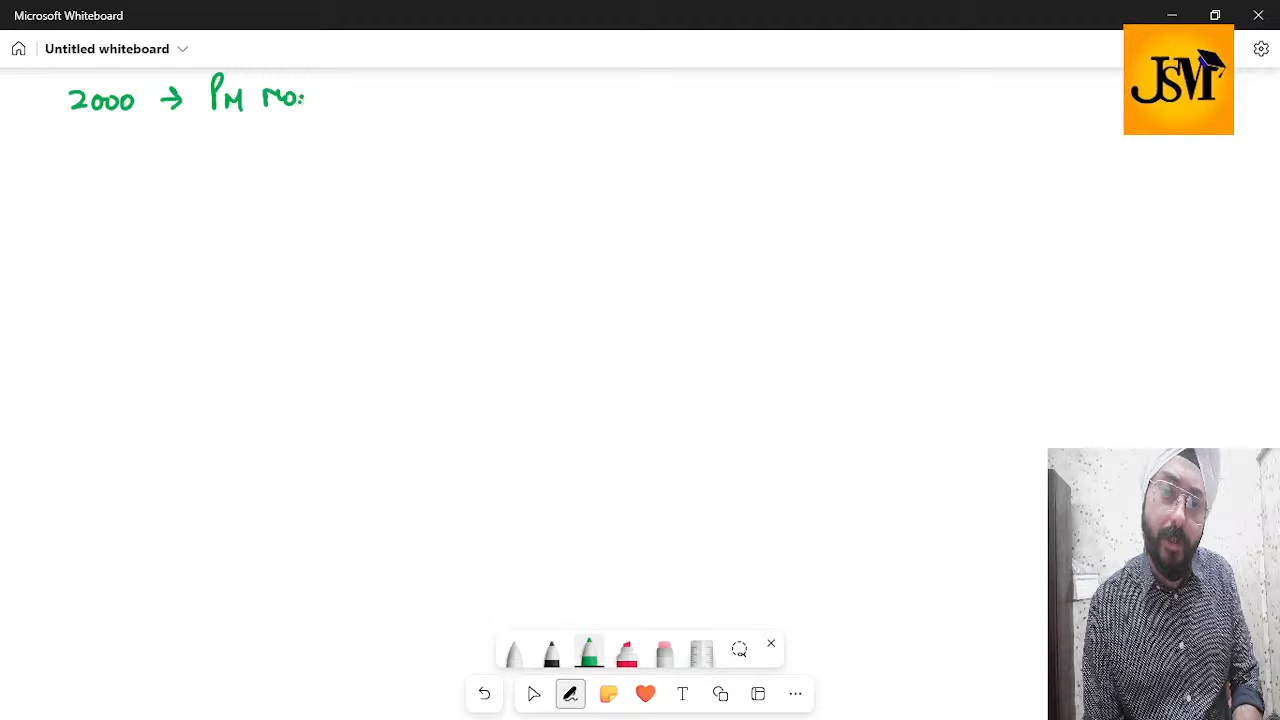 Microsoft Whiteboard
Untitled whiteboard
JSM
2000 → PM Mo:
T